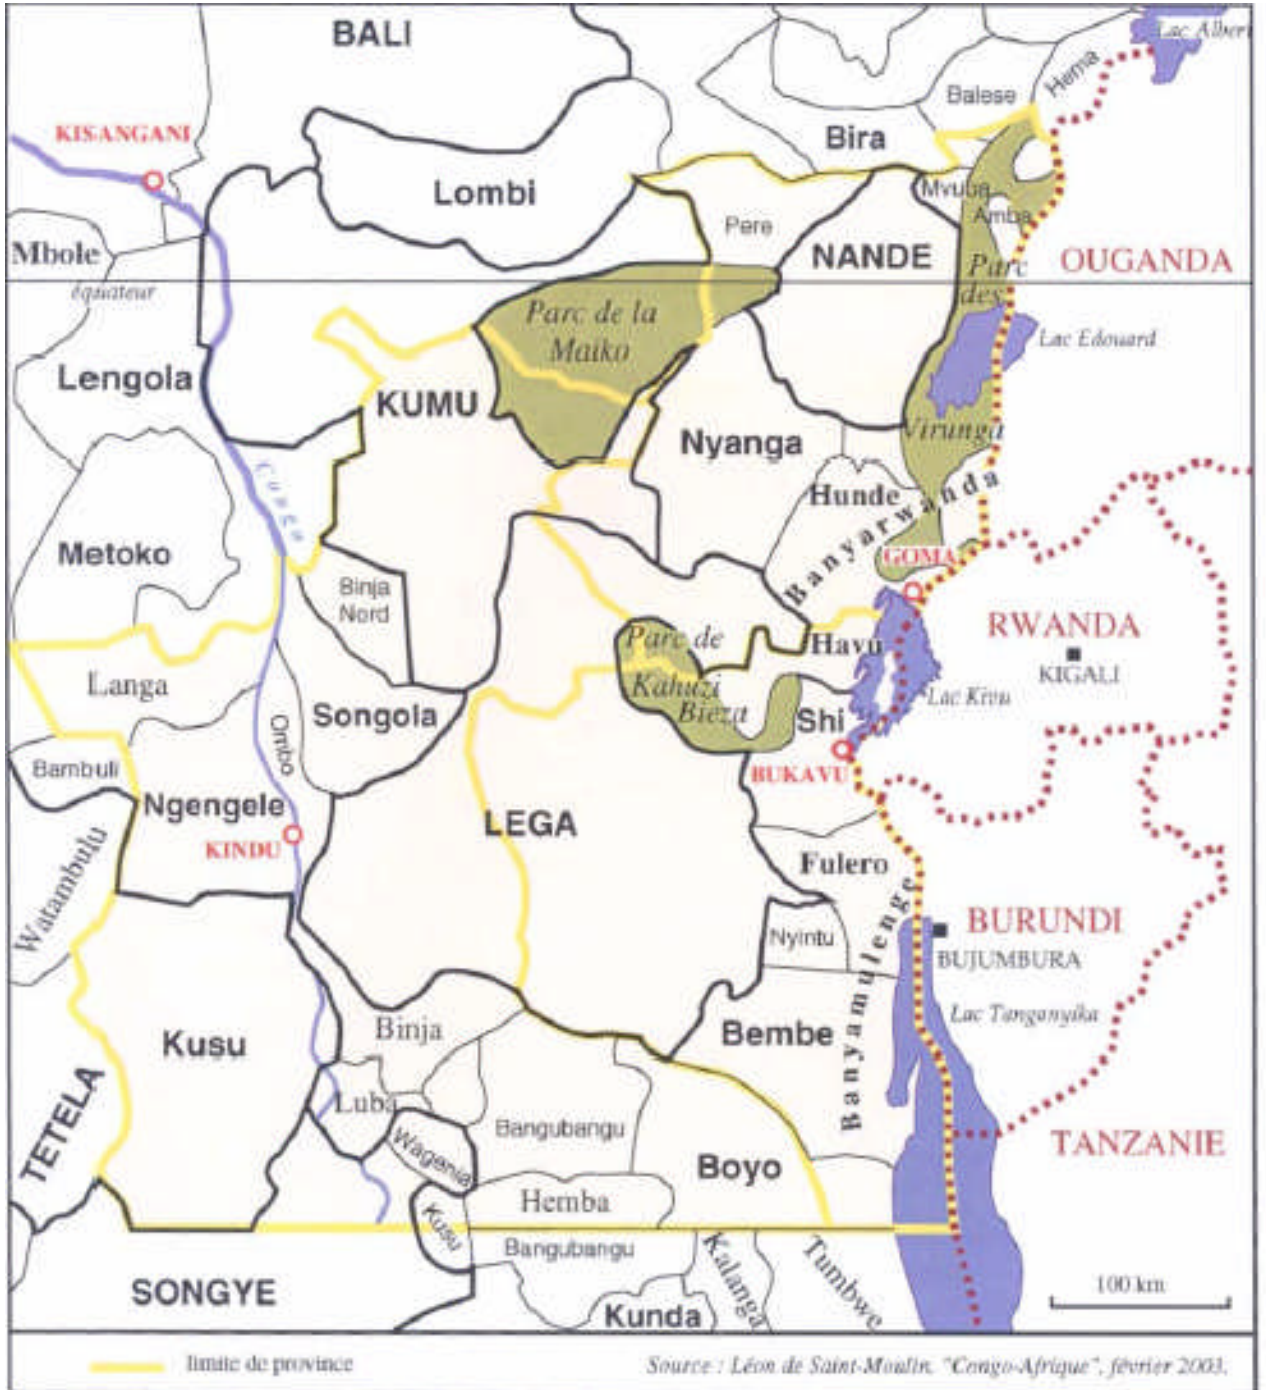 BALI
Lac Albert
Hema
Balese
KISANGANI
Bira
Lombi
Mvuba
Amba
Pere
Mbole
NANDE
OUGANDA
équateur
Parc
des
Virunga
Parc de la
Maiko
Lac Edouard
Lengola
KUMU
Nyanga
Hunde
Banyarwanda
Congo
Metoko
GOMA
Binja
Nord
RWANDA
KIGALI
Havu
Parc de
Kahuzi
Bieza
Langa
Lac Kivu
Songola
Shi
Ombo
BUKAVU
Bambuli
Ngengele
LEGA
KINDU
Fulero
Watambulu
BURUNDI
Nyintu
BUJUMBURA
Banyamulenge
Lac Tanganyika
Binja
Bembe
Kusu
Luba
TETELA
Bangubangu
Wagenia
TANZANIE
Boyo
Hemba
Kusu
Bangubangu
Kalanga
Tumbwe
SONGYE
Kunda
100 km
limite de province
Source : Léon de Saint-Moulin, "Congo-Afrique", février 2003.